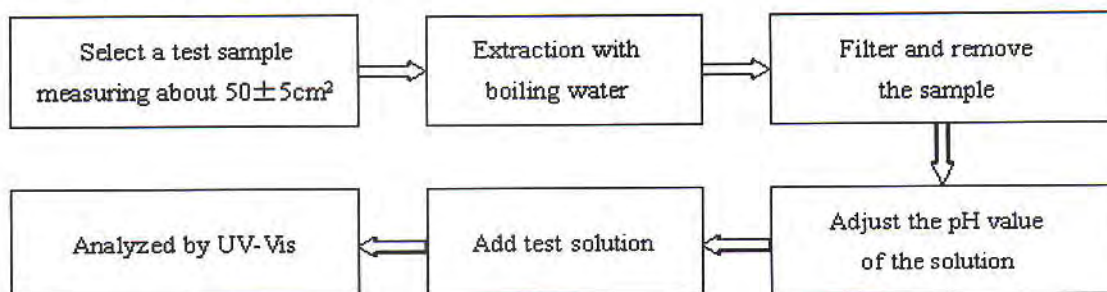 Select a test sample
measuring about 50±5cm²
Extraction with
boiling water
Filter and remove
the sample
Adjust the pH value
of the solution
Add test solution
Analyzed by UV-Vis